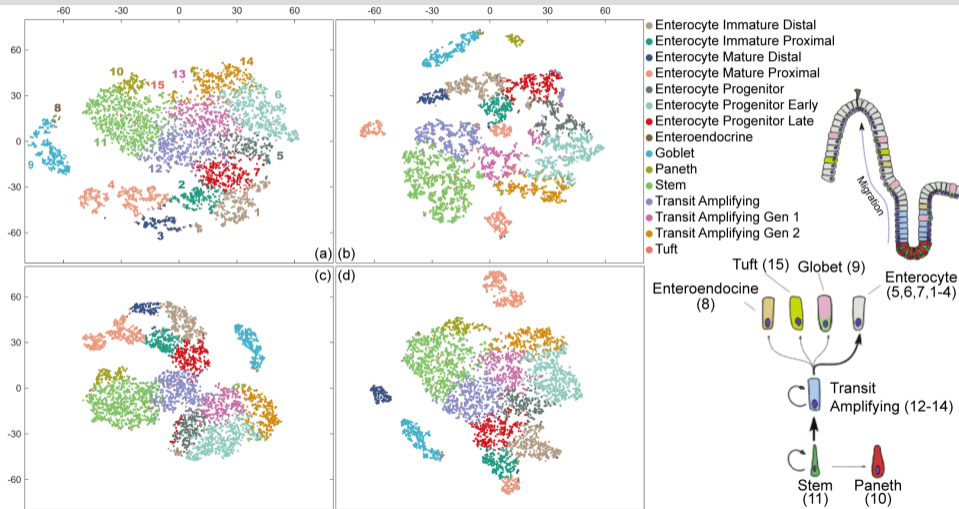 -60 -30 0 30 60
-60 -30 0 30 60
60
30
0
-30
-60
10
13
14
15
6
8
11
9
12
5
7
4
2
1
3
(a)
(b)
Enterocyte Immature Distal
Enterocyte Immature Proximal
Enterocyte Mature Distal
Enterocyte Mature Proximal
Enterocyte Progenitor
Enterocyte Progenitor Early
Enterocyte Progenitor Late
Enteroendocrine
Goblet
Paneth
Stem
Transit Amplifying
Transit Amplifying Gen 1
Transit Amplifying Gen 2
Tuft
Migration
(c)
(d)
60
30
0
-30
-60
Tuft (15)
Globet (9)
Enteroendocrine
(8)
Enterocyte
(5,6,7,1-4)
Transit
Amplifying (12-14)
Stem
(11)
Paneth
(10)